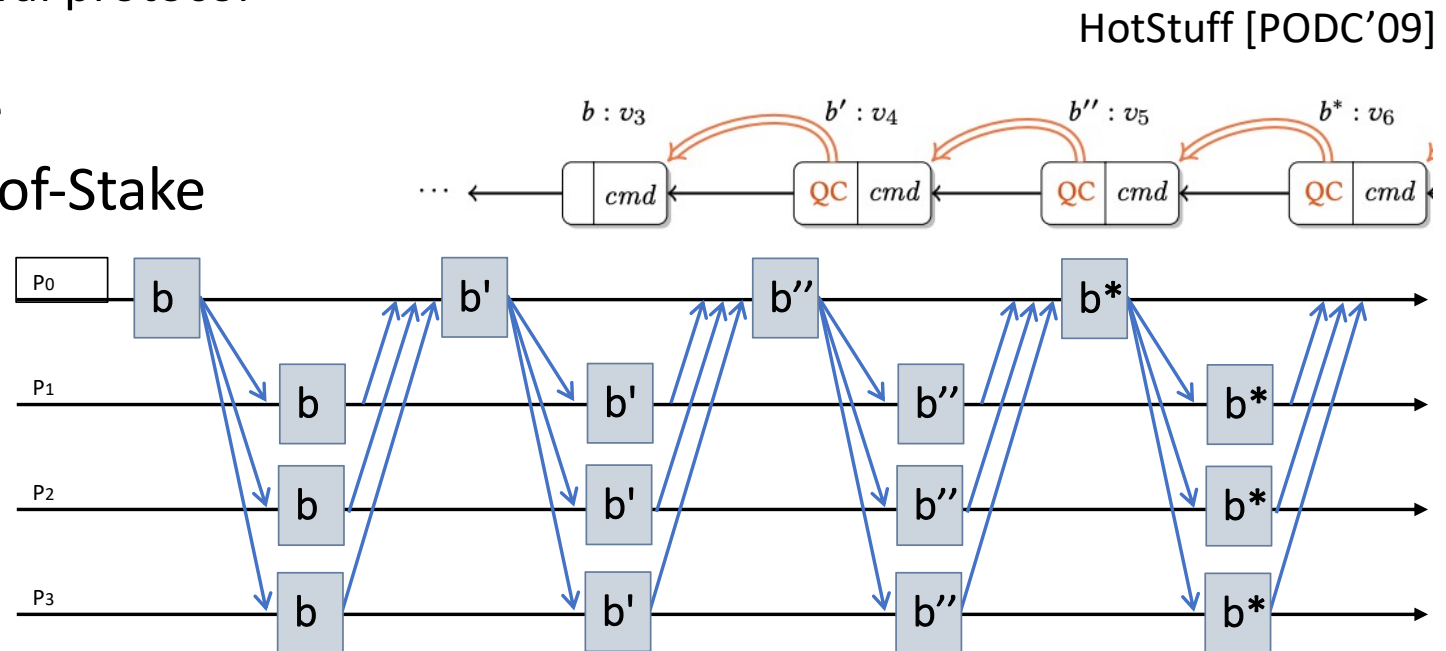 protocol
HotStuff [PODC’09]
b : v₃ b′ : v₄ b″ : v₅ b* : v₆
of-Stake
··· cmd QC cmd QC cmd QC cmd
P0 b b' b’’ b*
P1 b b' b’’ b*
P2 b b' b’’ b*
P3 b b' b’’ b*